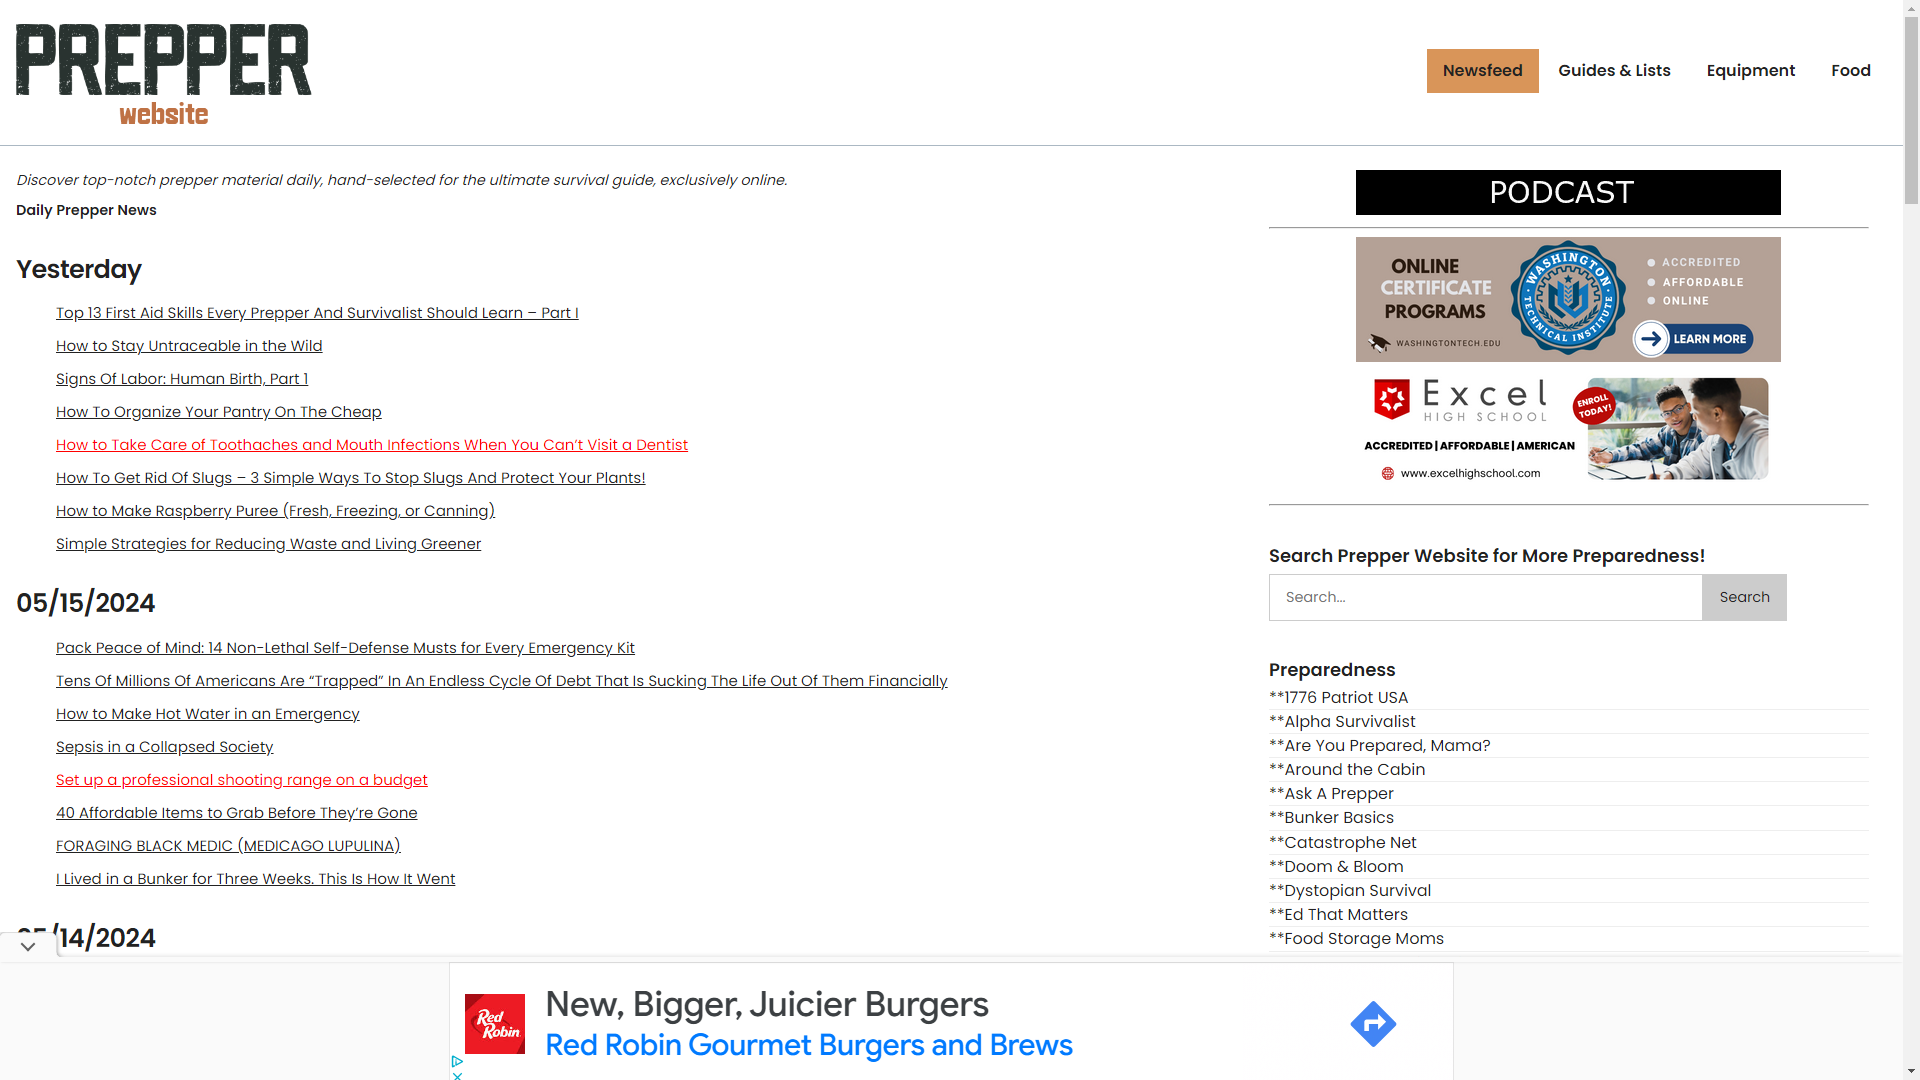 PREPPER
website
Newsfeed
Guides & Lists
Equipment
Food
Discover top-notch prepper material daily, hand-selected for the ultimate survival guide, exclusively online.
Daily Prepper News
Yesterday
Top 13 First Aid Skills Every Prepper And Survivalist Should Learn – Part I
How to Stay Untraceable in the Wild
Signs Of Labor: Human Birth, Part 1
How To Organize Your Pantry On The Cheap
How to Take Care of Toothaches and Mouth Infections When You Can’t Visit a Dentist
How To Get Rid Of Slugs – 3 Simple Ways To Stop Slugs And Protect Your Plants!
How to Make Raspberry Puree (Fresh, Freezing, or Canning)
Simple Strategies for Reducing Waste and Living Greener
05/15/2024
Pack Peace of Mind: 14 Non-Lethal Self-Defense Musts for Every Emergency Kit
Tens Of Millions Of Americans Are “Trapped” In An Endless Cycle Of Debt That Is Sucking The Life Out Of Them Financially
How to Make Hot Water in an Emergency
Sepsis in a Collapsed Society
Set up a professional shooting range on a budget
40 Affordable Items to Grab Before They’re Gone
FORAGING BLACK MEDIC (MEDICAGO LUPULINA)
I Lived in a Bunker for Three Weeks. This Is How It Went
05/14/2024
PODCAST
ONLINE
CERTIFICATE
PROGRAMS
WASHINGTONTECH.EDU
WASHINGTON
TECHNICAL INSTITUTE
ACCREDITED
AFFORDABLE
ONLINE
LEARN MORE
Excel
HIGH SCHOOL
ENROLL
TODAY!
ACCREDITED | AFFORDABLE | AMERICAN
www.excelhighschool.com
Search Prepper Website for More Preparedness!
Search...
Search
Preparedness
**1776 Patriot USA
**Alpha Survivalist
**Are You Prepared, Mama?
**Around the Cabin
**Ask A Prepper
**Bunker Basics
**Catastrophe Net
**Doom & Bloom
**Dystopian Survival
**Ed That Matters
**Food Storage Moms
Red
Robin
New, Bigger, Juicier Burgers
Red Robin Gourmet Burgers and Brews